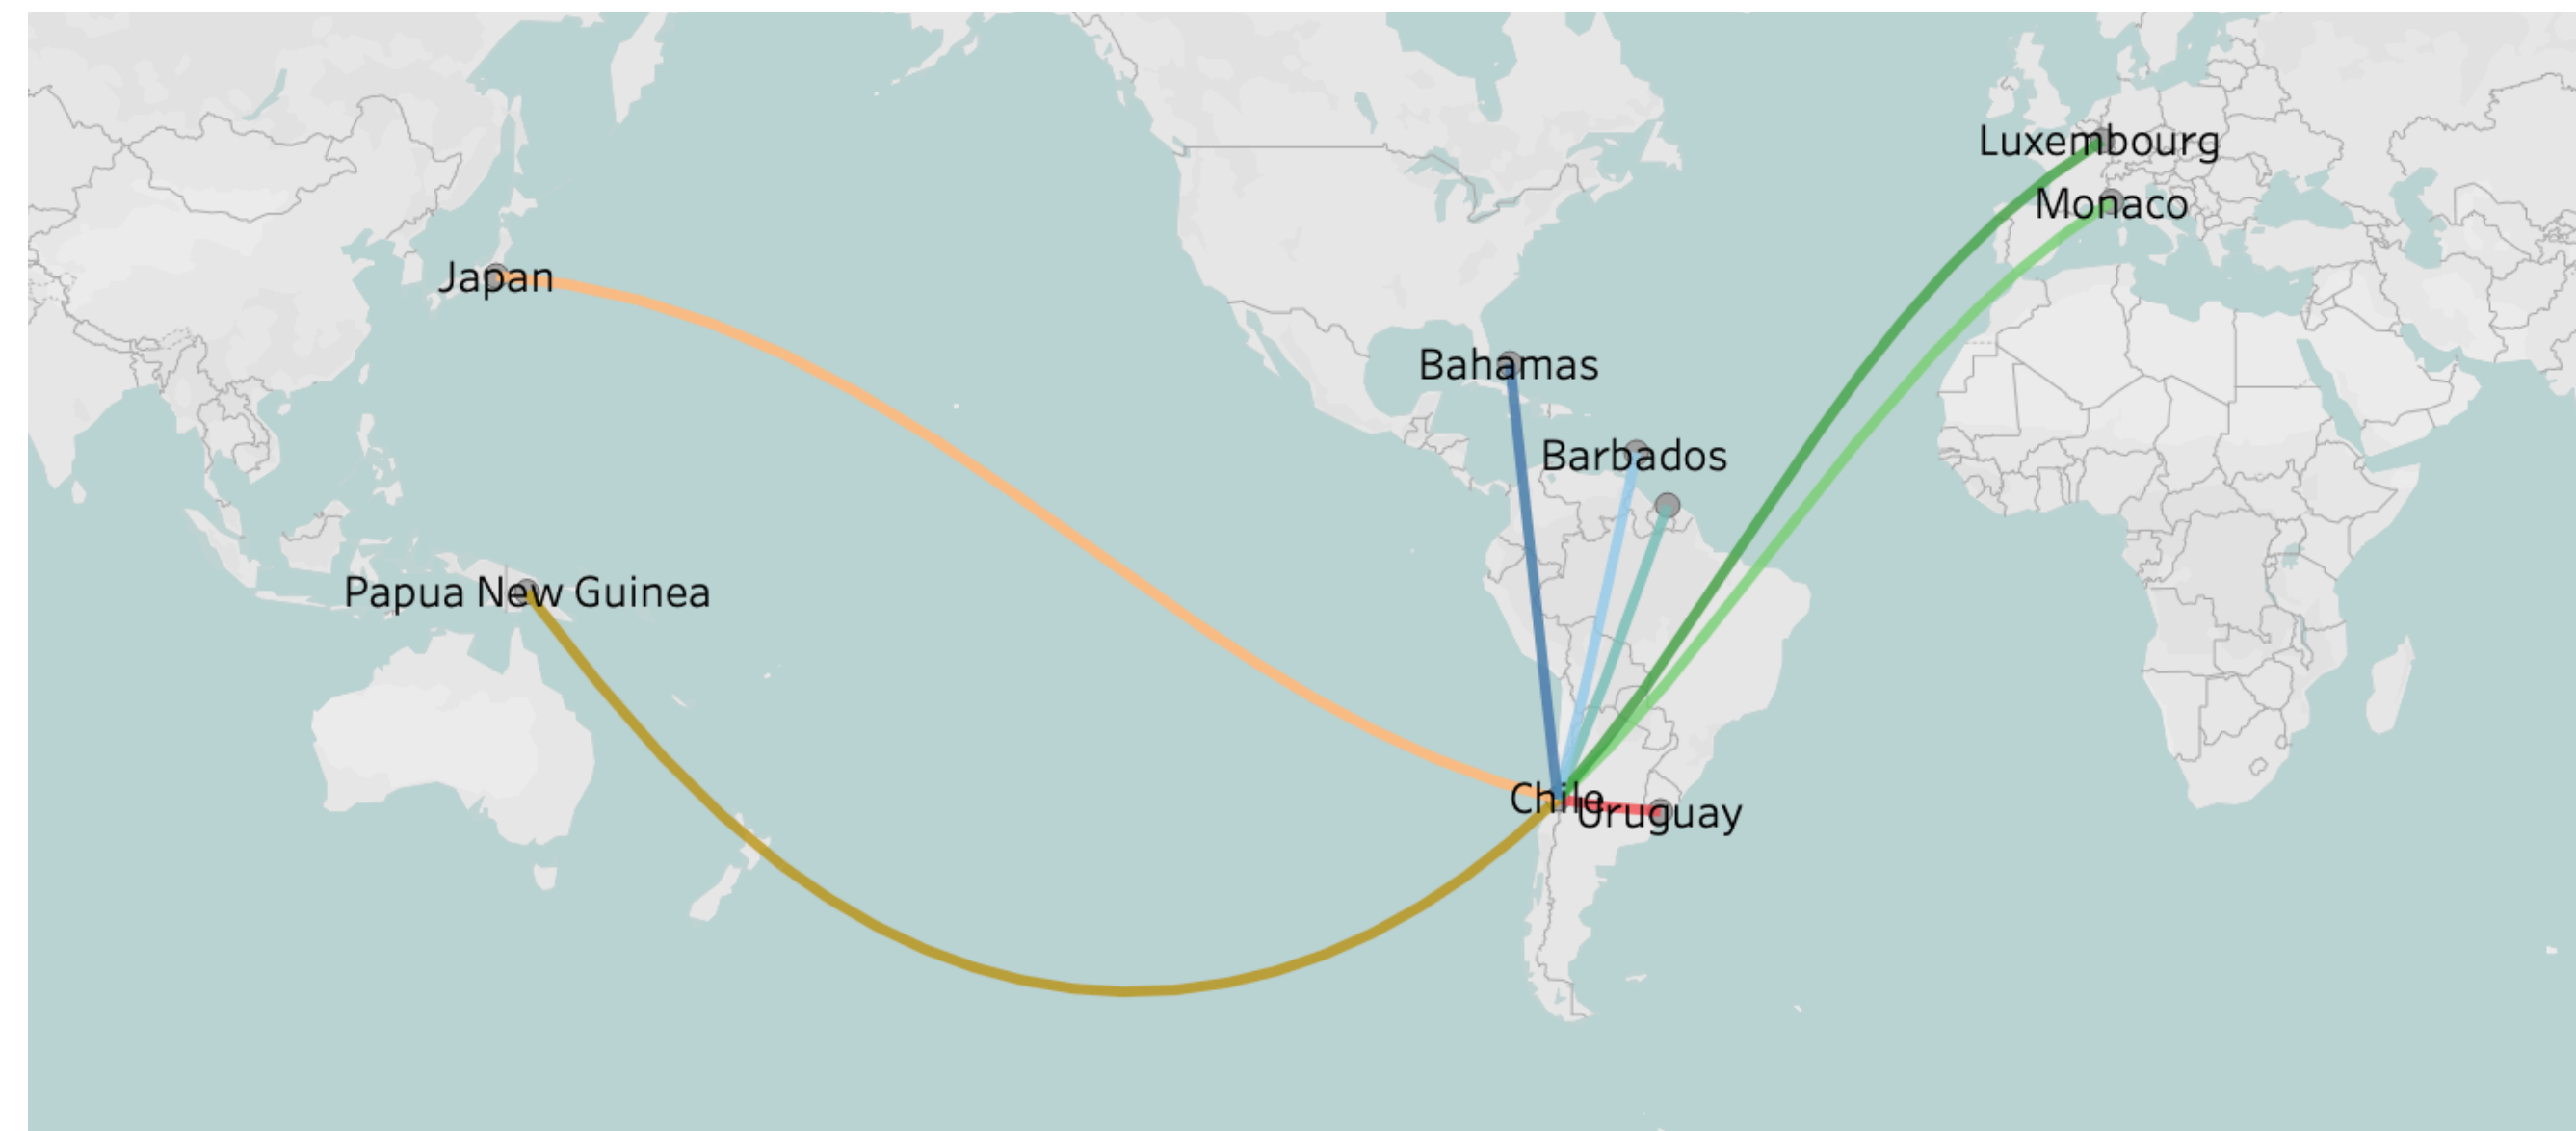 Luxembourg
Monaco
Japan
Bahamas
Barbados
Papua New Guinea
Chile
Uruguay